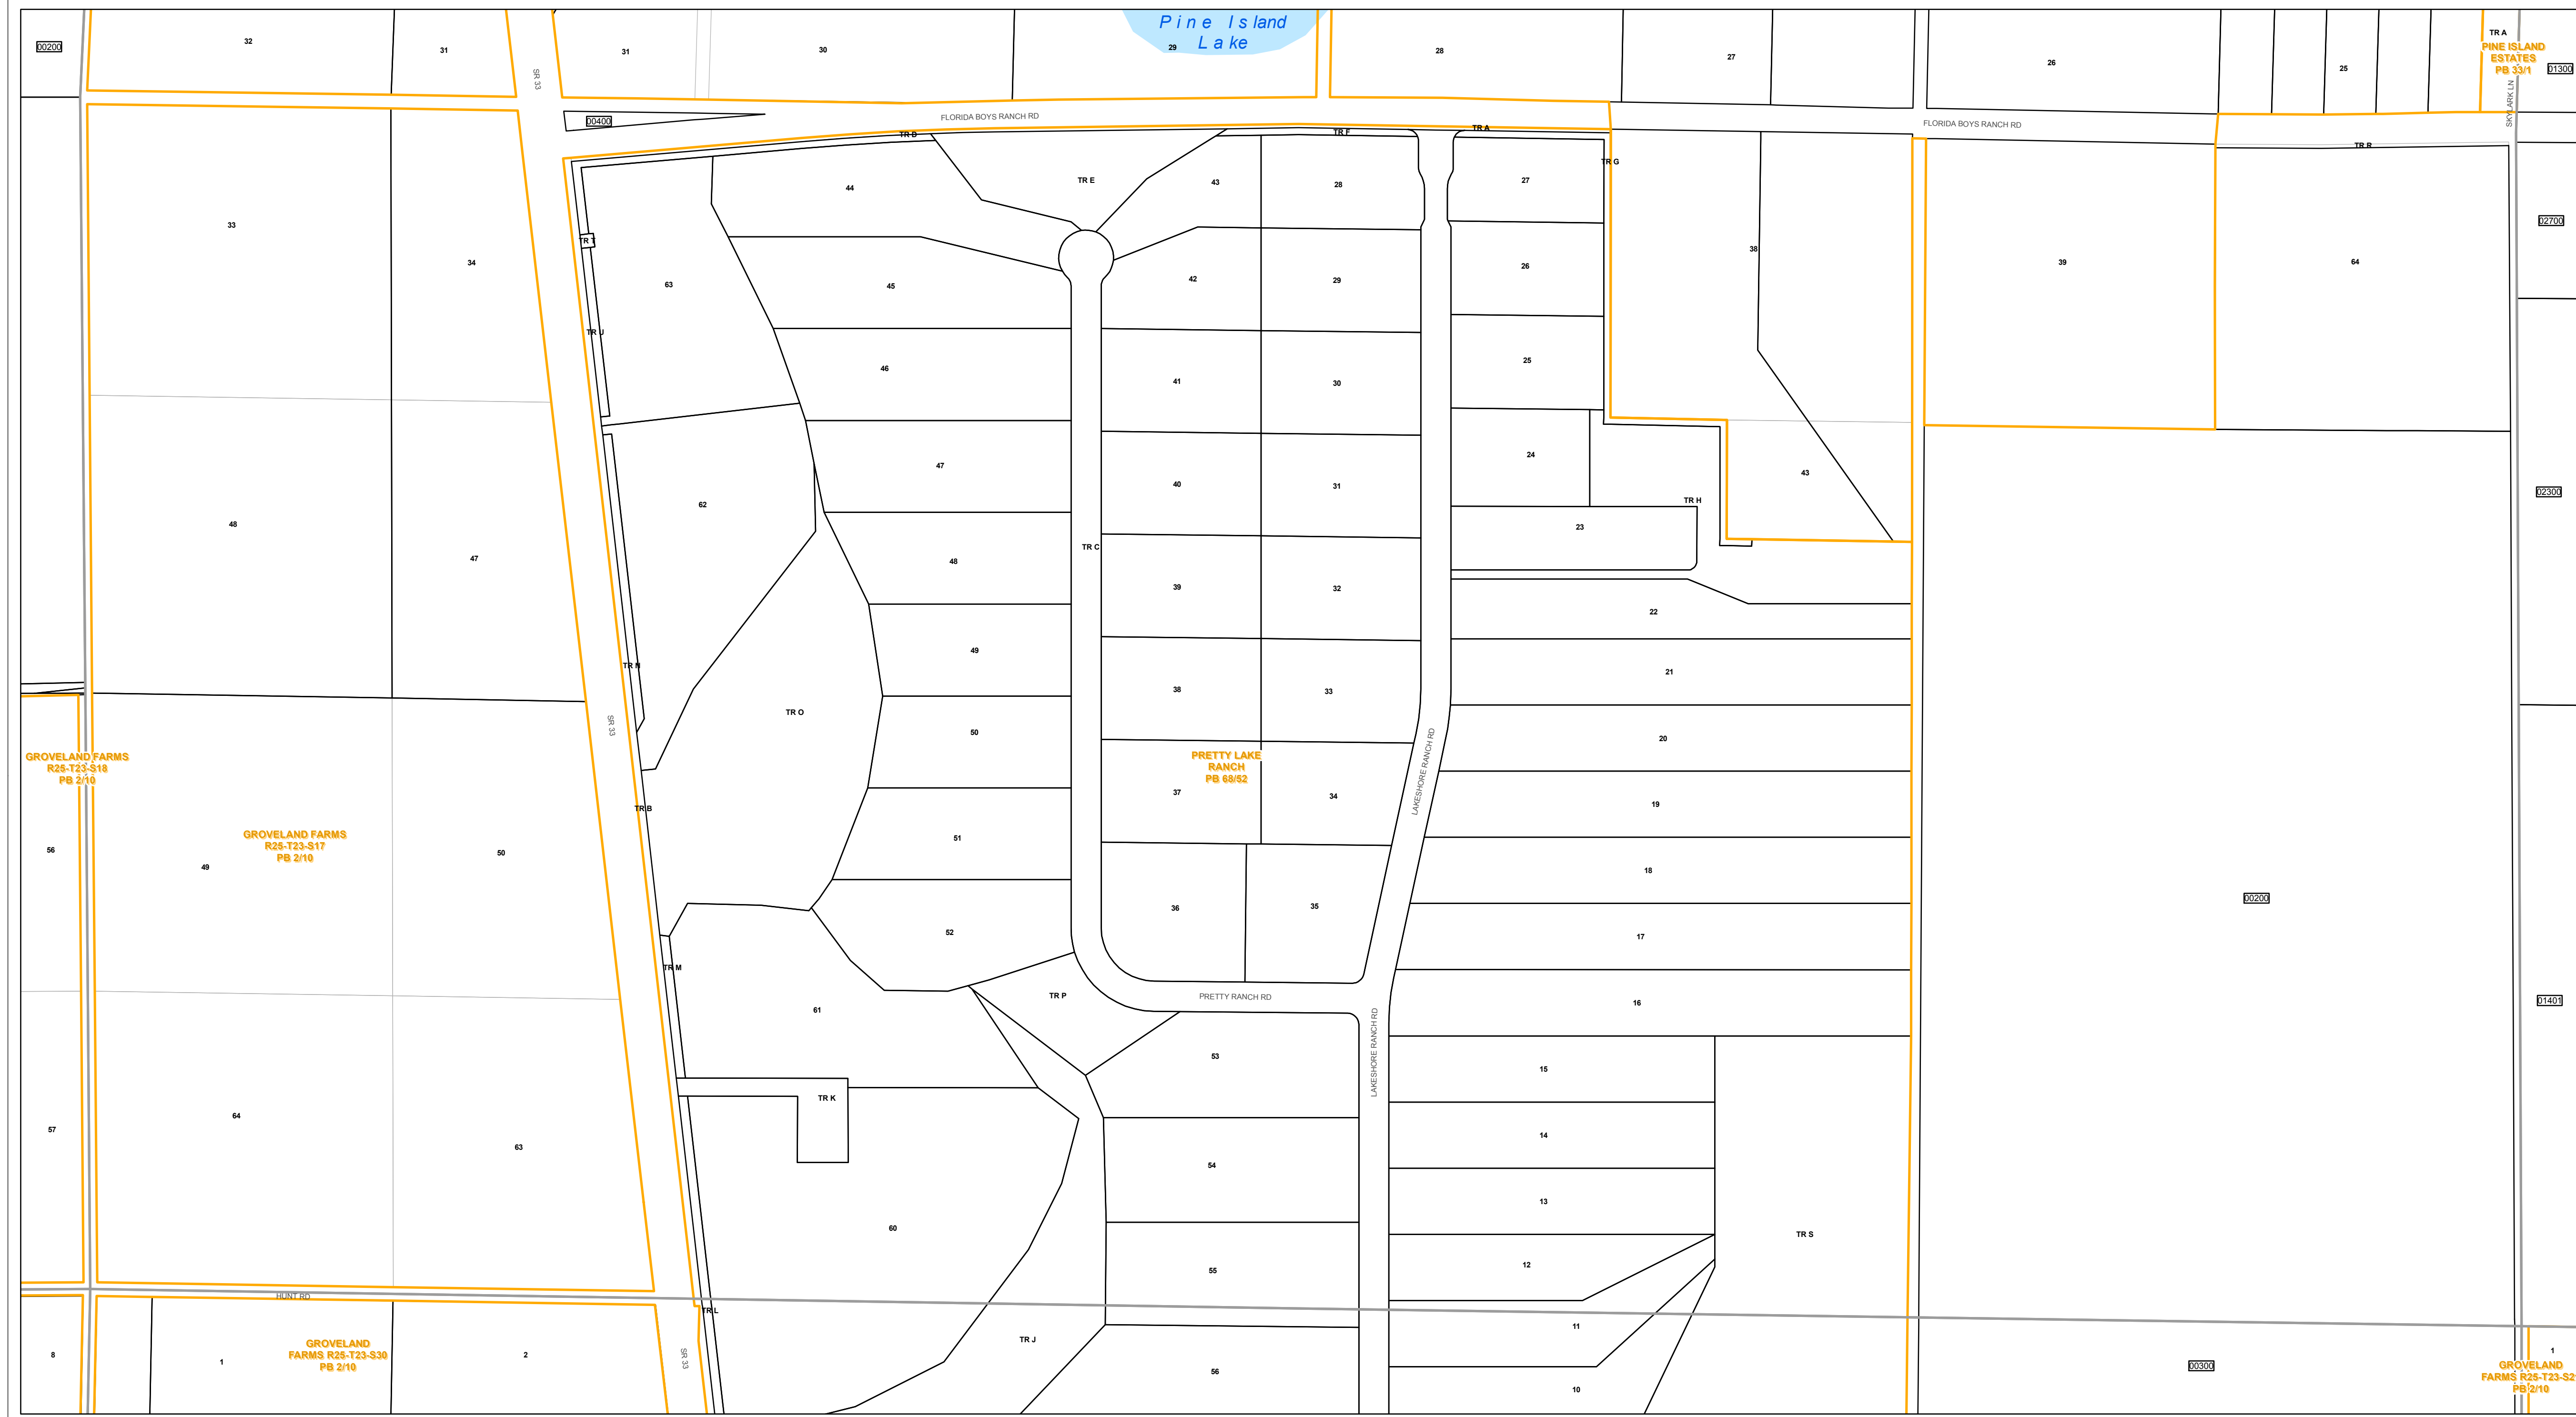 Pine Island
Lake
00200
32
31
SR 33
31
30
29
28
27
26
25
TR A
PINE ISLAND
ESTATES
PB 33/1
01300
SKYLARK LN
00400
FLORIDA BOYS RANCH RD
FLORIDA BOYS RANCH RD
TR D
TR F
TR A
TR G
TR R
33
34
TR T
TR U
63
44
TR E
43
28
27
38
39
64
02700
45
42
29
26
46
41
30
25
48
47
62
47
40
31
24
TR H
43
02300
TR C
23
48
39
32
22
TR N
49
38
33
21
TR O
SR 33
50
20
LAKESHORE RANCH RD
GROVELAND FARMS
R25-T23-S18
PB 2/10
PRETTY LAKE
RANCH
PB 68/52
56
GROVELAND FARMS
R25-T23-S17
PB 2/10
49
50
TR B
51
37
34
19
18
00200
52
36
35
17
TR M
61
TR P
PRETTY RANCH RD
16
01401
LAKESHORE RANCH RD
53
15
TR K
57
64
63
54
14
13
60
TR S
55
12
HUNT RD
TR L
TR J
11
8
1
GROVELAND
FARMS R25-T23-S30
PB 2/10
2
SR 33
56
10
00300
1
GROVELAND
FARMS R25-T23-S2
PB 2/10